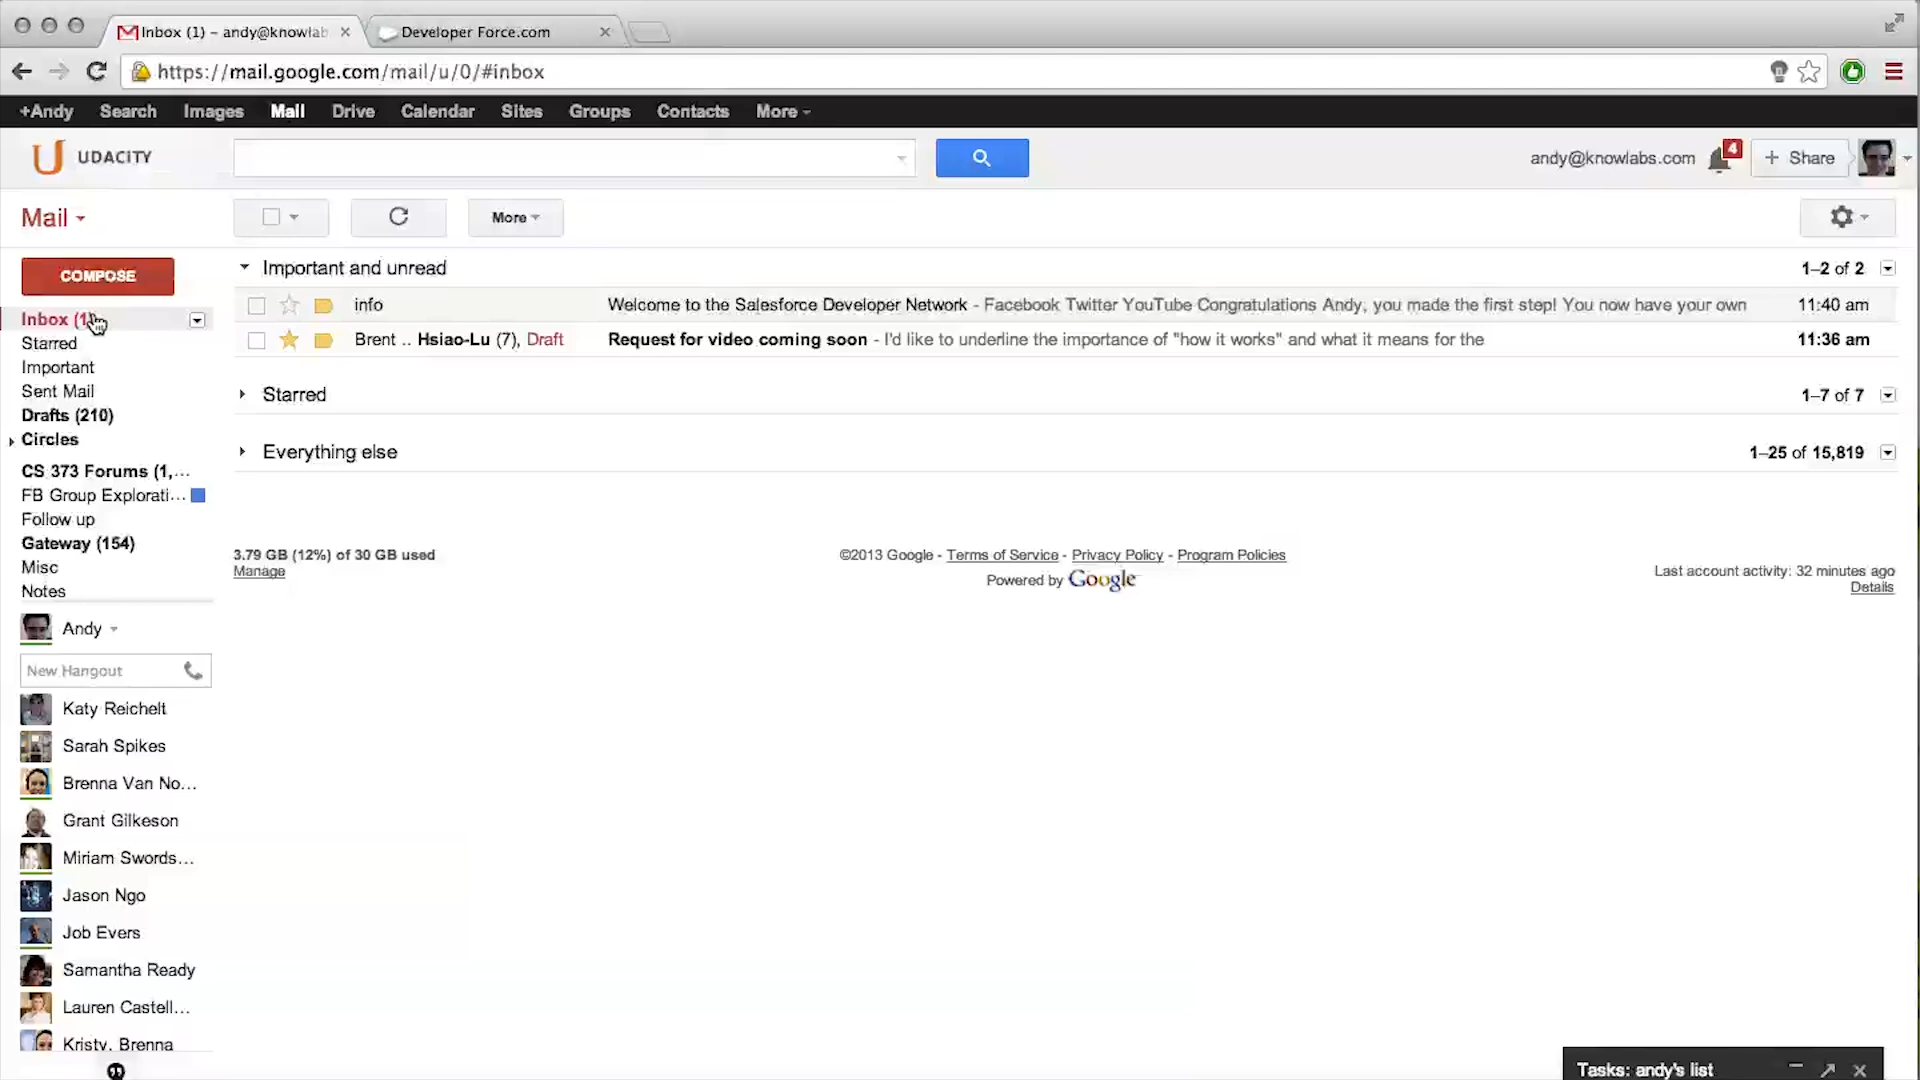 Inbox (1) – andy@knowlab
Developer Force.com
https://mail.google.com/mail/u/0/#inbox
+Andy Search Images Mail Drive Calendar Sites Groups Contacts More
UDACITY
andy@knowlabs.com 4 + Share
Mail
More
COMPOSE
Important and unread 1–2 of 2
info Welcome to the Salesforce Developer Network - Facebook Twitter YouTube Congratulations Andy, you made the first step! You now have your own 11:40 am
Inbox (1)
Brent .. Hsiao-Lu (7), Draft Request for video coming soon - I'd like to underline the importance of "how it works" and what it means for the 11:36 am
Starred
Important
Sent Mail
Starred 1–7 of 7
Drafts (210)
Circles
Everything else 1–25 of 15,819
CS 373 Forums (1,...
FB Group Explorati...
Follow up
Gateway (154)
Misc
Notes
3.79 GB (12%) of 30 GB used
Manage
©2013 Google - Terms of Service - Privacy Policy - Program Policies
Powered by Google
Last account activity: 32 minutes ago
Details
Andy
New Hangout
Katy Reichelt
Sarah Spikes
Brenna Van No...
Grant Gilkeson
Miriam Swords...
Jason Ngo
Job Evers
Samantha Ready
Lauren Castell...
Kristy, Brenna
Tasks: andy's list